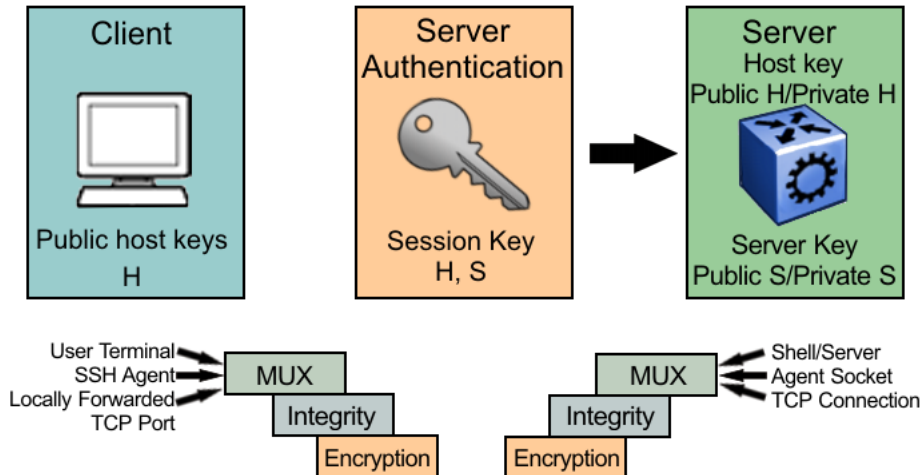 Client
Public host keys
H
Server
Authentication
Session Key
H, S
Server
Host key
Public H/Private H
Server Key
Public S/Private S
User Terminal
SSH Agent
Locally Forwarded
TCP Port
MUX
Integrity
Encryption
MUX
Integrity
Encryption
Shell/Server
Agent Socket
TCP Connection